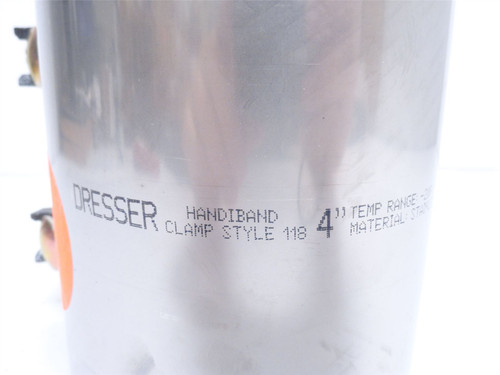 DRESSER
HANDIBAND
CLAMP STYLE 118
4"
TEMP RANGE:
MATERIAL: